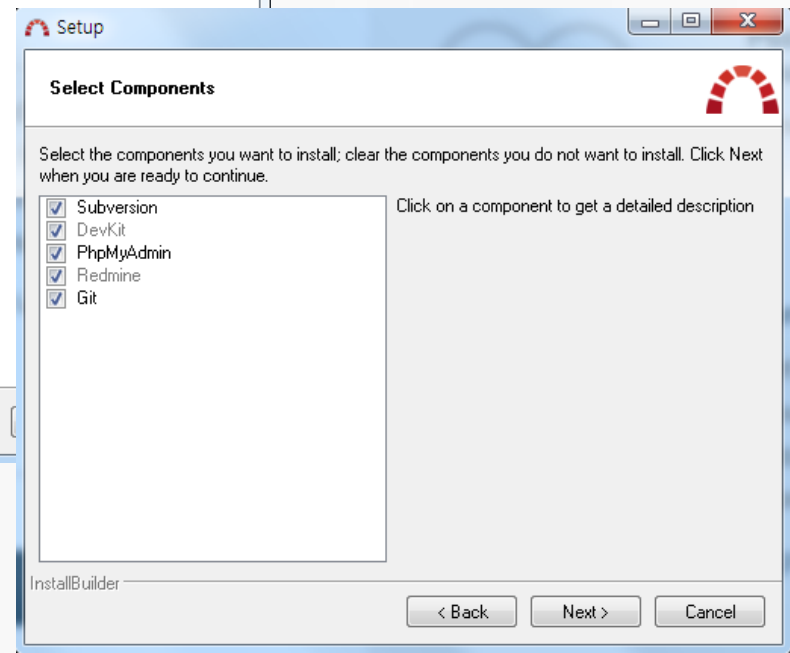 Setup
Select Components
Select the components you want to install; clear the components you do not want to install. Click Next
when you are ready to continue.
Subversion
Click on a component to get a detailed description
DevKit
PhpMyAdmin
Redmine
Git
InstallBuilder
< Back
Next >
Cancel